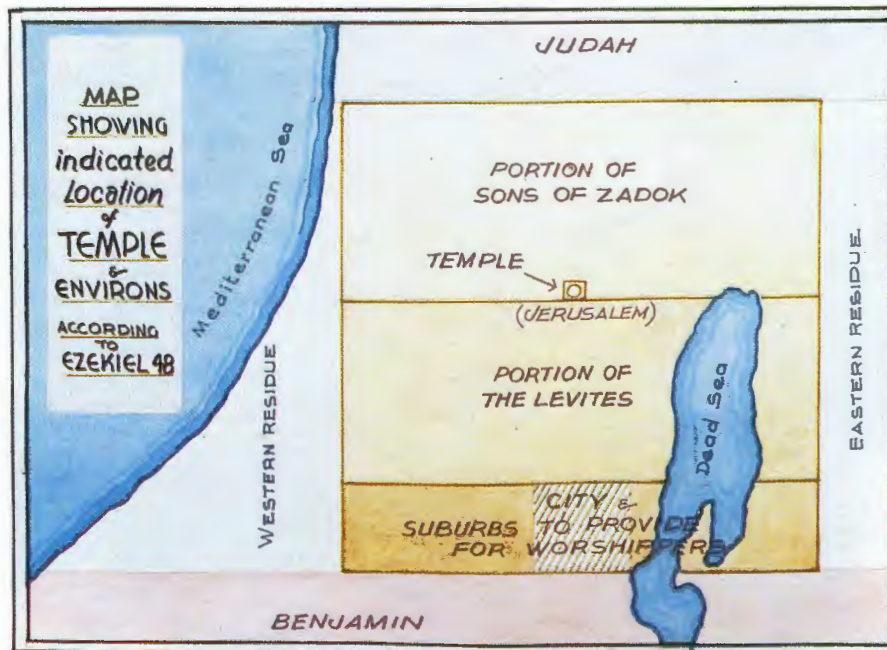 MAP
SHOWING
indicated
Location
of
TEMPLE
&
ENVIRONS
ACCORDING
TO
EZEKIEL 48
Mediterranean Sea
JUDAH
PORTION OF
SONS OF ZADOK
TEMPLE
(JERUSALEM)
PORTION OF
THE LEVITES
WESTERN RESIDUE
EASTERN RESIDUE
Dead Sea
CITY &
SUBURBS TO PROVIDE
FOR WORSHIPPERS
BENJAMIN